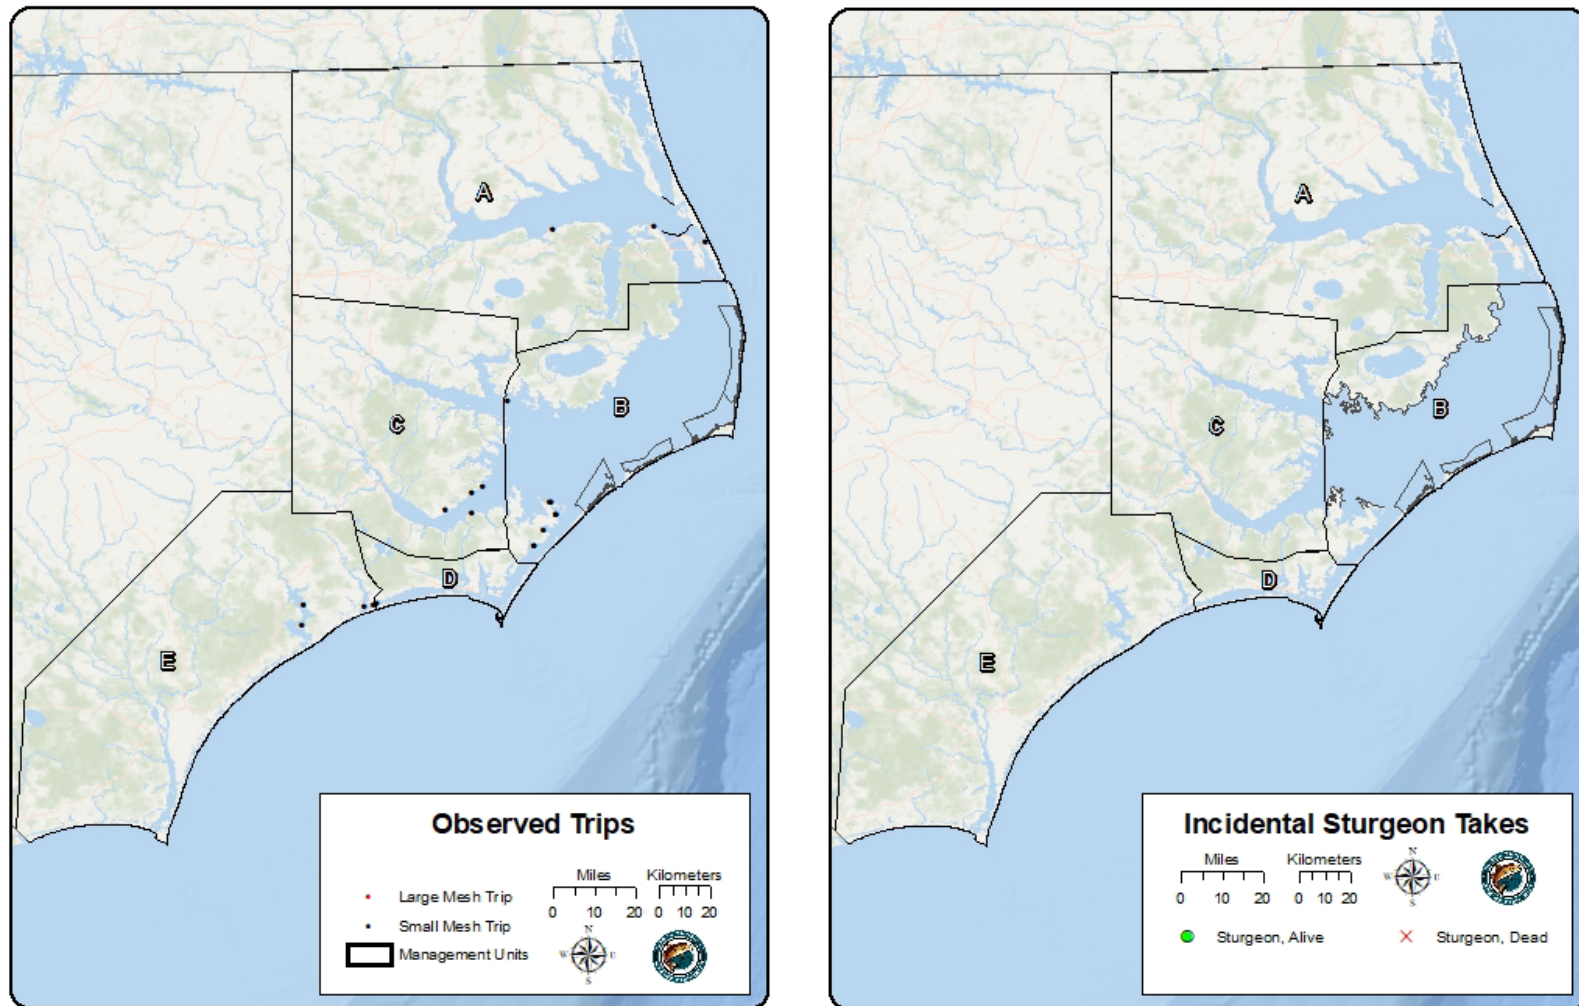 A
B
C
D
E
Observed Trips
Miles Kilometers
0 10 20 0 10 20
Large Mesh Trip
Small Mesh Trip
Management Units
N
W E
S
A
B
C
D
E
Incidental Sturgeon Takes
Miles Kilometers
0 10 20 0 10 20
N
W E
S
Sturgeon, Alive Sturgeon, Dead